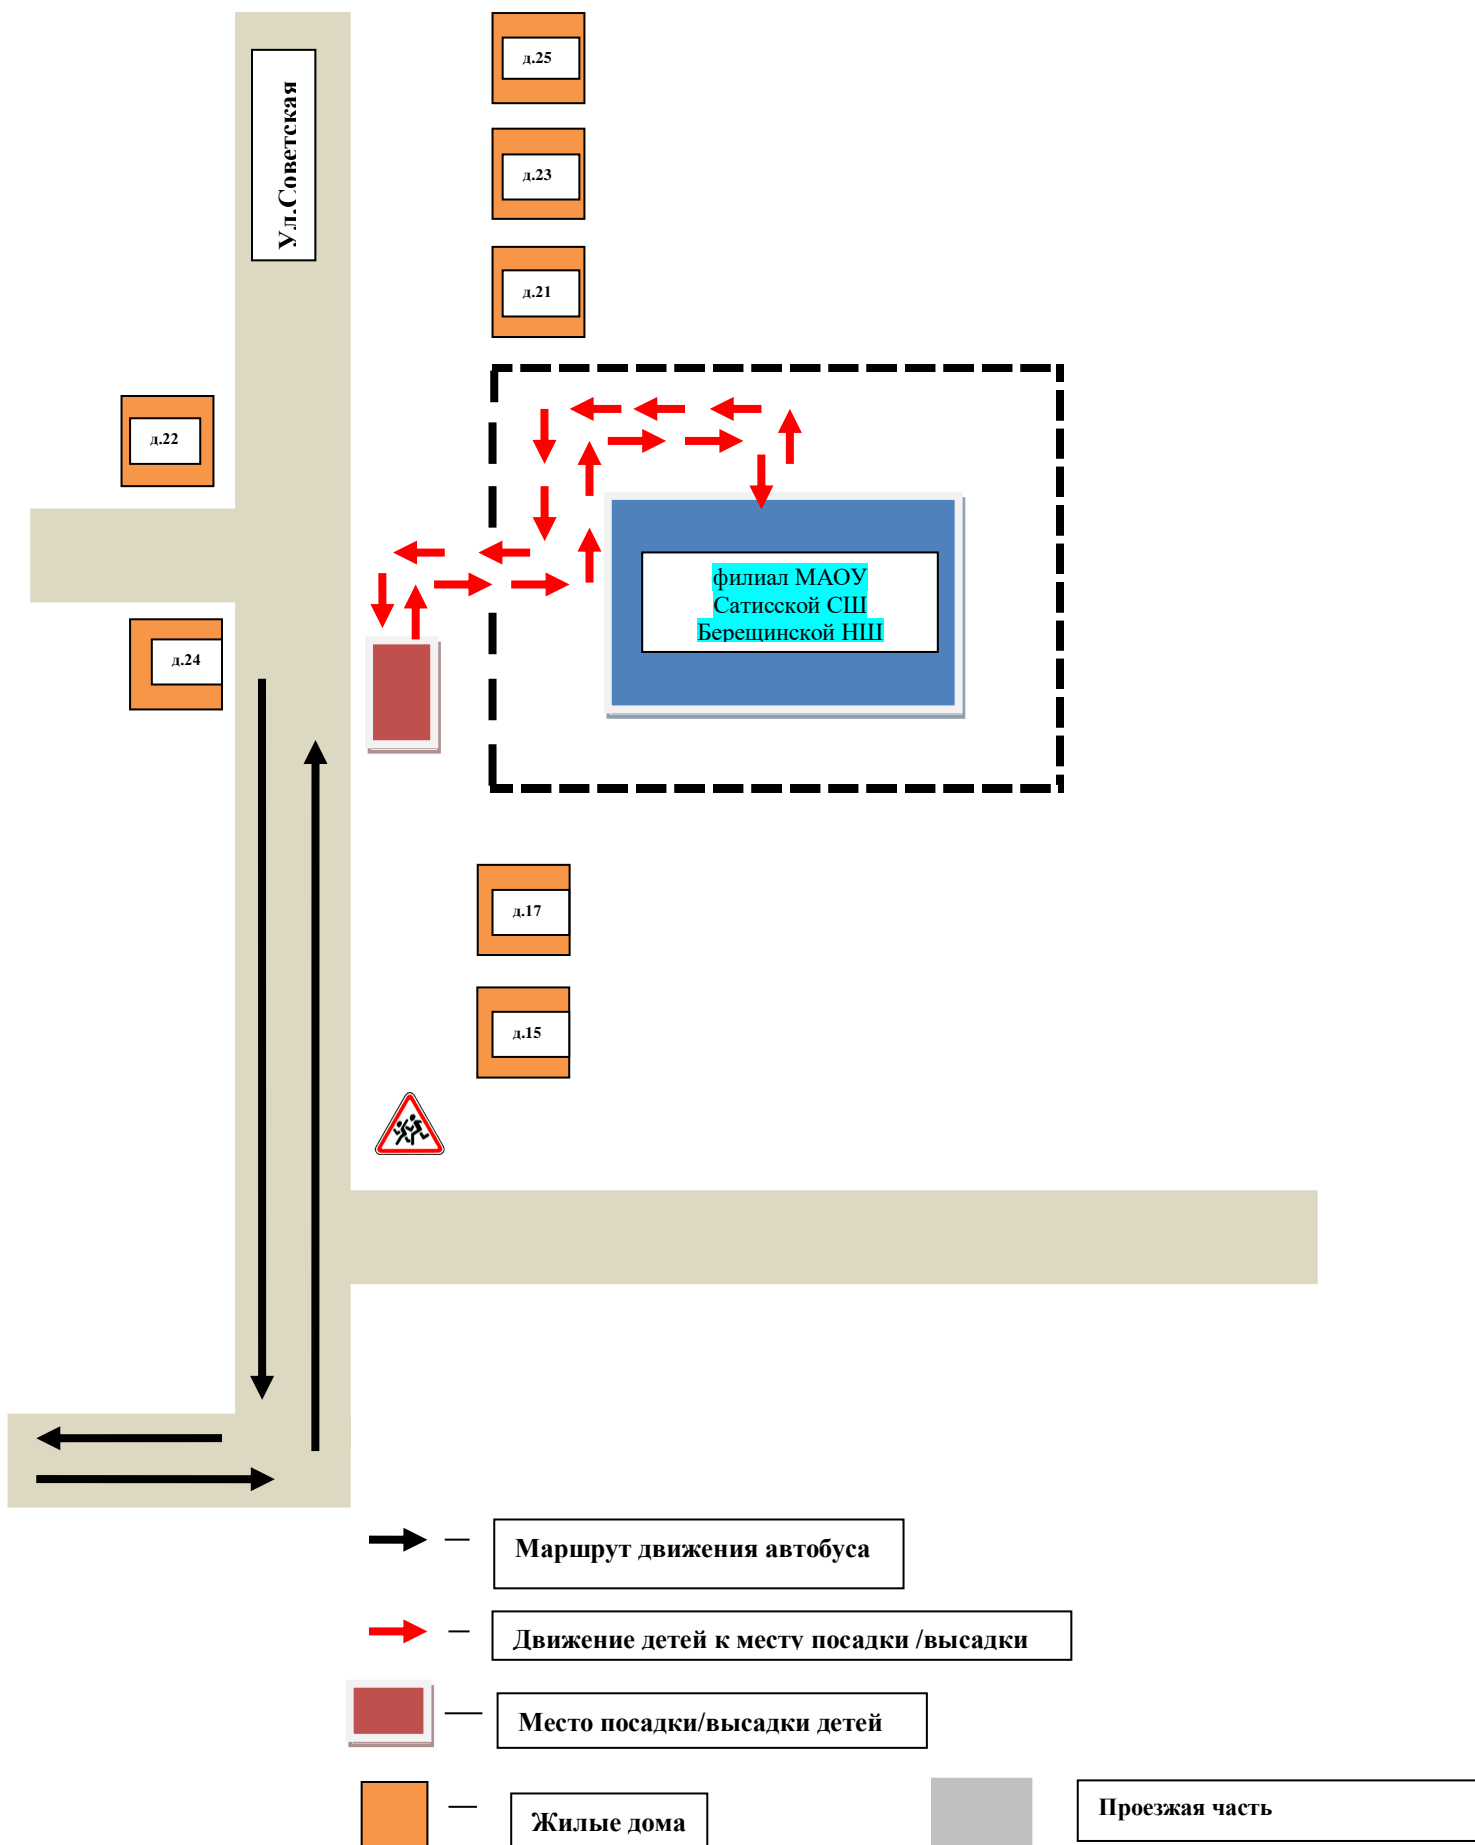 д.25
Ул.Советская
д.23
д.21
д.22
филиал МАОУ
Сатисской СШ
Берещинской НШ
д.24
д.17
д.15
Маршрут движения автобуса
Движение детей к месту посадки /высадки
Место посадки/высадки детей
Жилые дома
Проезжая часть